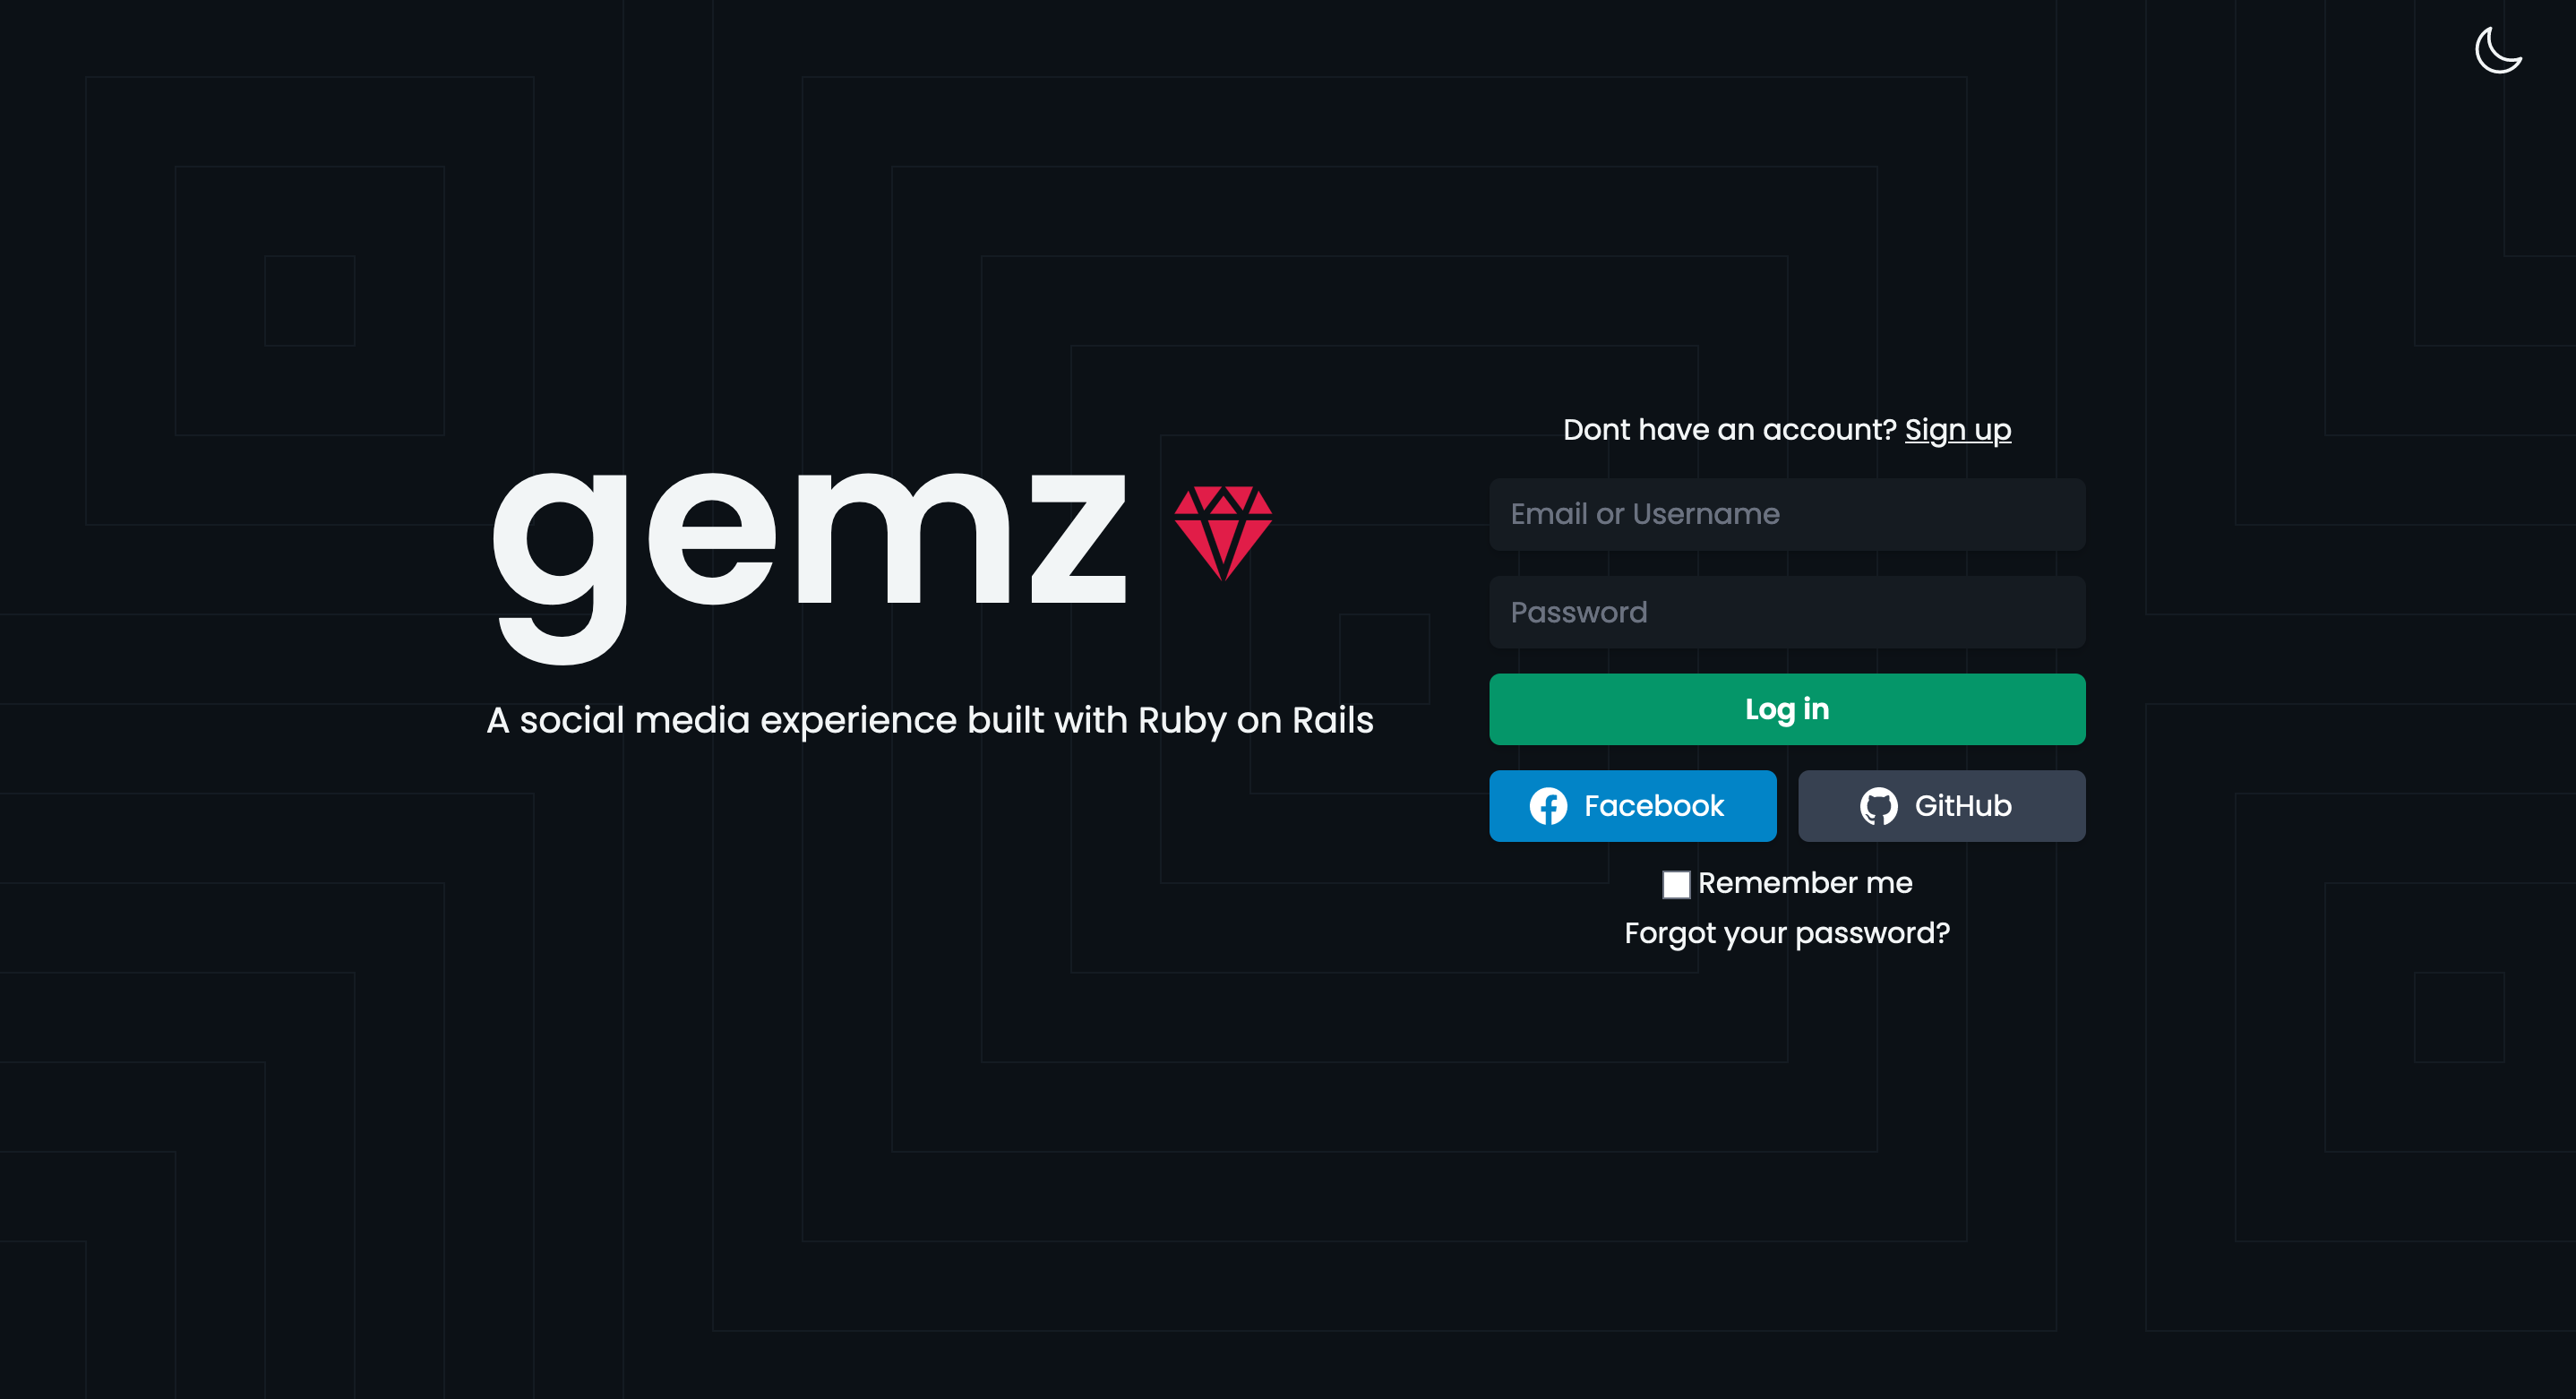 gemz
A social media experience built with Ruby on Rails
Dont have an account? Sign up
Email or Username
Password
Log in
Facebook
GitHub
Remember me
Forgot your password?